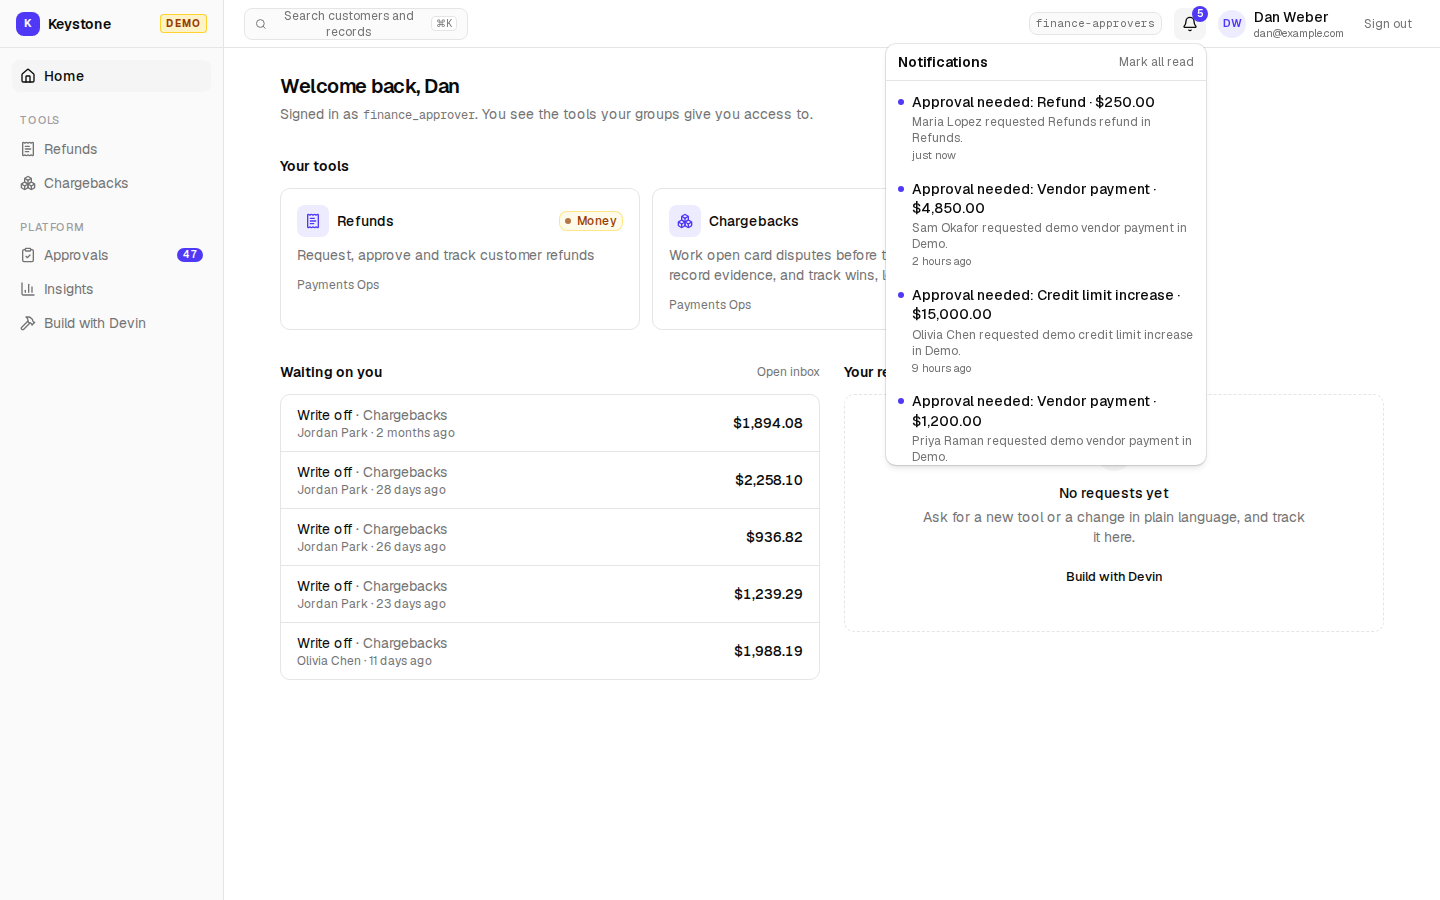 K Keystone DEMO
Home
TOOLS
Refunds
Chargebacks
PLATFORM
Approvals 47
Insights
Build with Devin
Search customers and
records
⌘K
finance-approvers
5
DW
Dan Weber
dan@example.com
Sign out
Welcome back, Dan
Signed in as finance_approver. You see the tools your groups give you access to.
Your tools
Refunds
Money
Request, approve and track customer refunds
Payments Ops
Chargebacks
Work open card disputes before t
record evidence, and track wins, l
Payments Ops
Waiting on you
Open inbox
Write off · Chargebacks
Jordan Park · 2 months ago
$1,894.08
Write off · Chargebacks
Jordan Park · 28 days ago
$2,258.10
Write off · Chargebacks
Jordan Park · 26 days ago
$936.82
Write off · Chargebacks
Jordan Park · 23 days ago
$1,239.29
Write off · Chargebacks
Olivia Chen · 11 days ago
$1,988.19
Notifications
Mark all read
Approval needed: Refund · $250.00
Maria Lopez requested Refunds refund in
Refunds.
just now
Approval needed: Vendor payment ·
$4,850.00
Sam Okafor requested demo vendor payment in
Demo.
2 hours ago
Approval needed: Credit limit increase ·
$15,000.00
Olivia Chen requested demo credit limit increase
in Demo.
9 hours ago
Approval needed: Vendor payment ·
$1,200.00
Priya Raman requested demo vendor payment in
Demo.
Your re
No requests yet
Ask for a new tool or a change in plain language, and track
it here.
Build with Devin